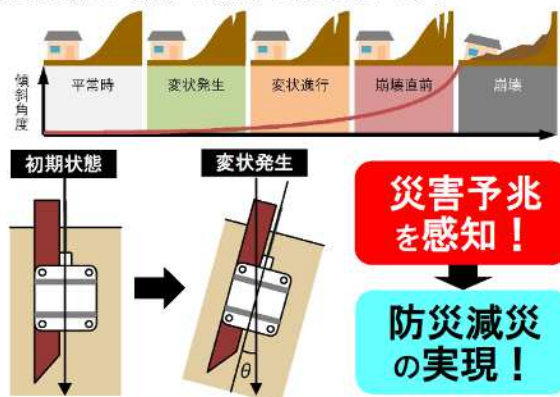 平常時
変状発生
変状進行
崩壊直前
崩壊
傾斜角度
初期状態
変状発生
θ
災害予兆
を感知！
防災減災
の実現！